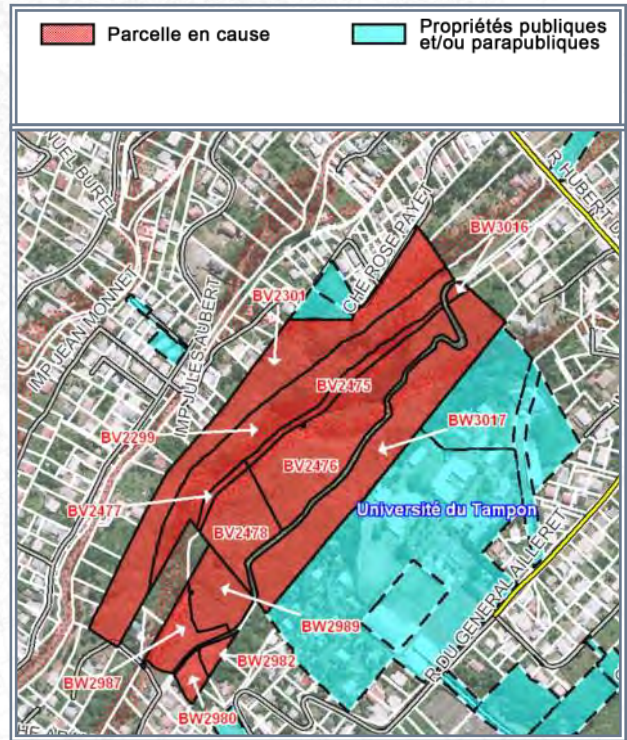 Parcelle en cause
Propriétés publiques
et/ou parapubliques
R HUBERT D
BW3016
CHE ROSE PAYET
BV2301
IMP JEAN MONNET
IMP JULES AUBERT
BV2475
BV2299
BW3017
BV2476
BV2477
Université du Tampon
BV2478
R DU GENERAL AILLERET
BW2989
BW2982
BW2987
BW2980